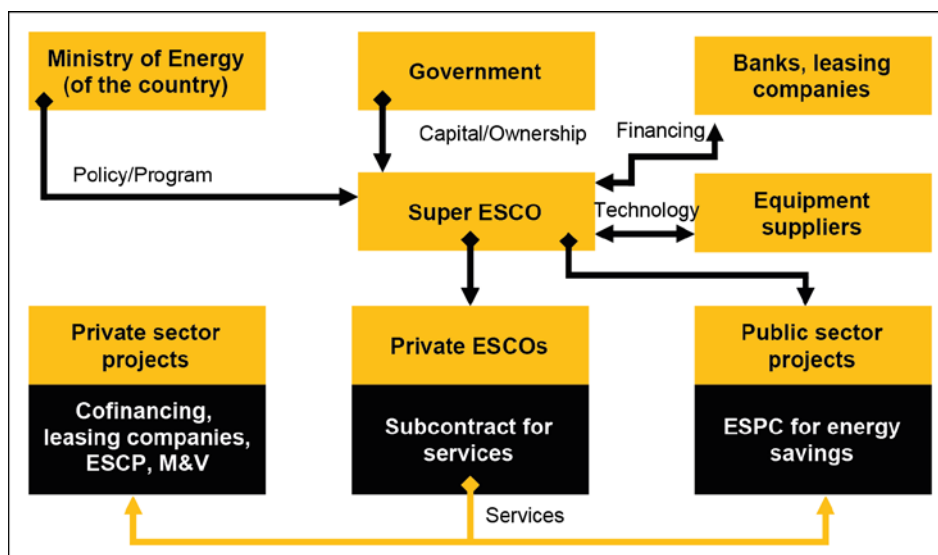 Ministry of Energy
(of the country)
Government
Banks, leasing
companies
Capital/Ownership
Financing
Policy/Program
Super ESCO
Technology
Equipment
suppliers
Private sector
projects
Cofinancing,
leasing companies,
ESCP, M&V
Private ESCOs
Subcontract for
services
Public sector
projects
ESPC for energy
savings
Services